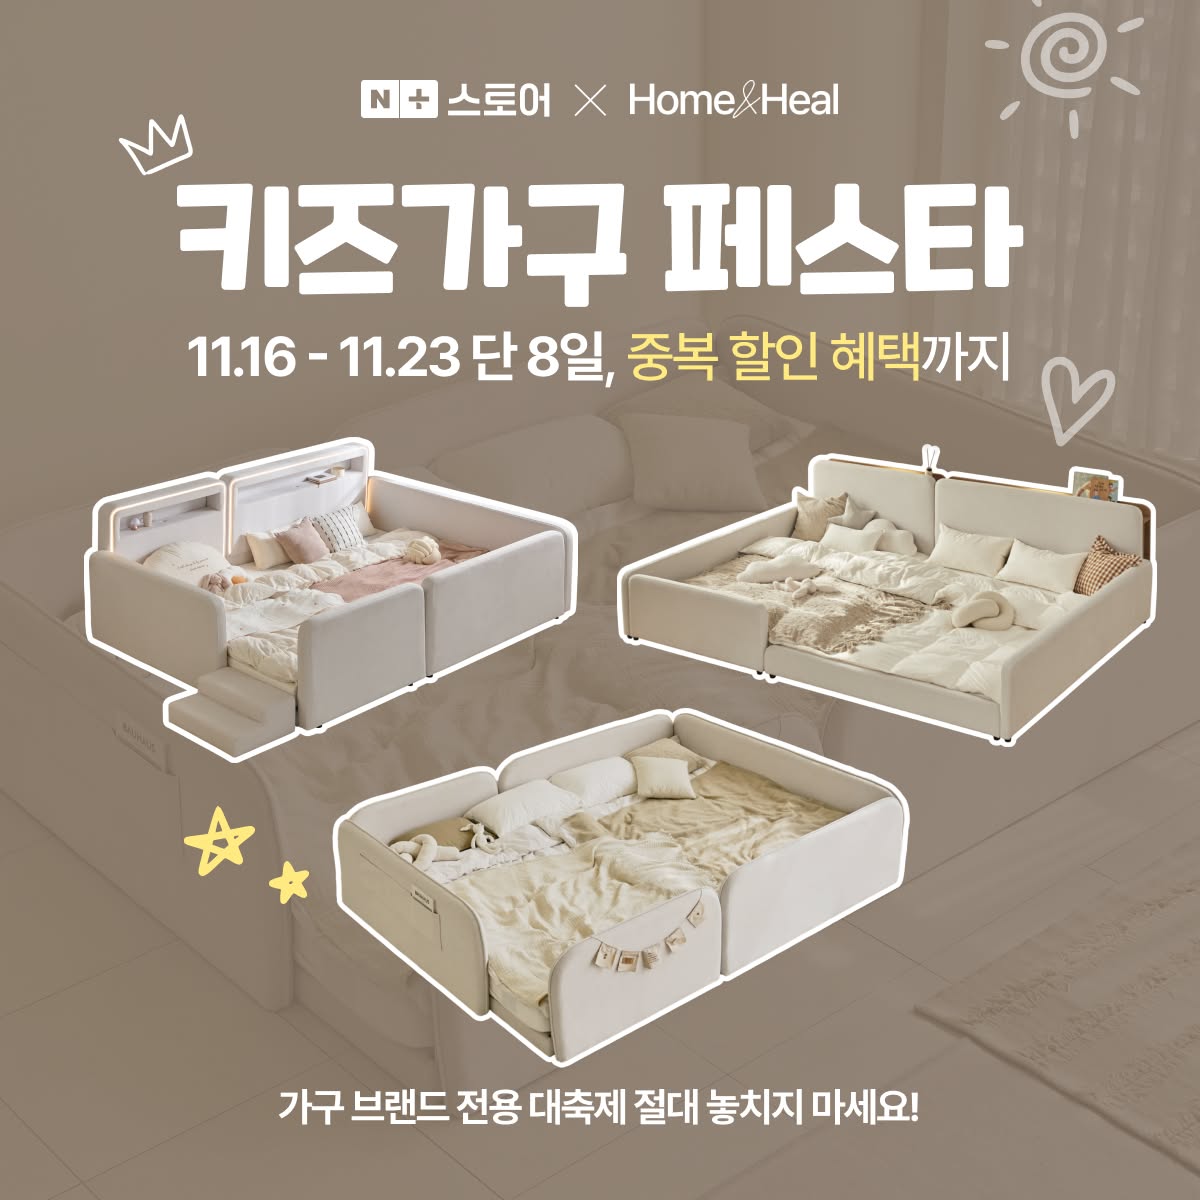 N+ 스토어 × Home&Heal
키즈가구 페스타
11.16 - 11.23 단 8일, 중복 할인 혜택까지
BAUHAUS
가구 브랜드 전용 대축제 절대 놓치지 마세요!